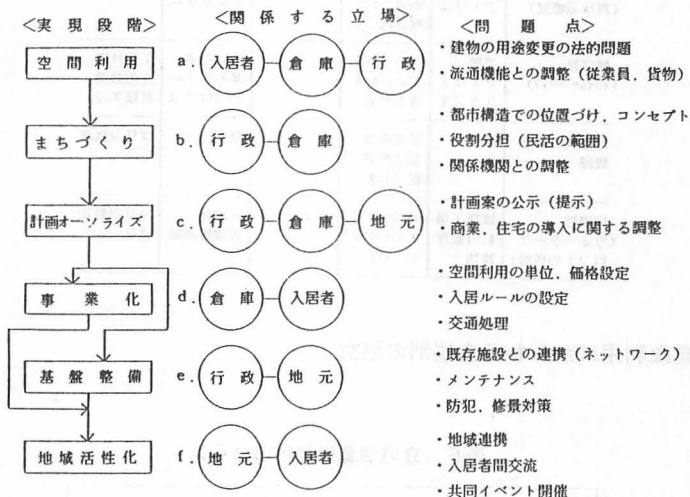 <実現段階>
<関係する立場>
<問題点>
空間利用
a. 入居者 倉庫 行政
・建物の用途変更の法的問題
・流通機能との調整（従業員，貨物）
まちづくり
b. 行政 倉庫
・都市構造での位置づけ，コンセプト
・役割分担（民活の範囲）
・関係機関との調整
計画オーソライズ
c. 行政 倉庫 地元
・計画案の公示（提示）
・商業，住宅の導入に関する調整
事業化
d. 倉庫 入居者
・空間利用の単位，価格設定
・入居ルールの設定
・交通処理
基盤整備
e. 行政 地元
・既存施設との連携（ネットワーク）
・メンテナンス
・防犯，修景対策
地域活性化
f. 地元 入居者
・地域連携
・入居者間交流
・共同イベント開催